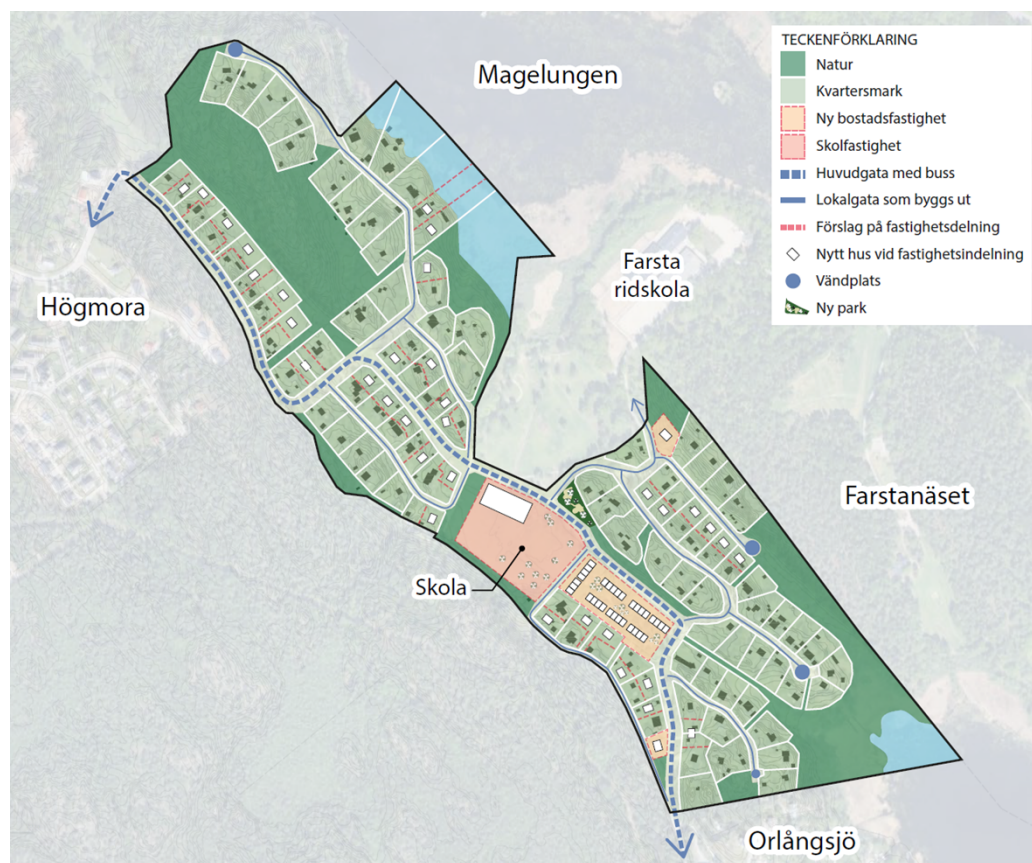 Magelungen
TECKENFÖRKLARING
Natur
Kvartersmark
Ny bostadsfastighet
Skolfastighet
Huvudgata med buss
Lokalgata som byggs ut
Förslag på fastighetsdelning
Nytt hus vid fastighetsindelning
Vändplats
Ny park
Farsta
ridskola
Högmora
Farstanäset
Skola
Orlångsjö